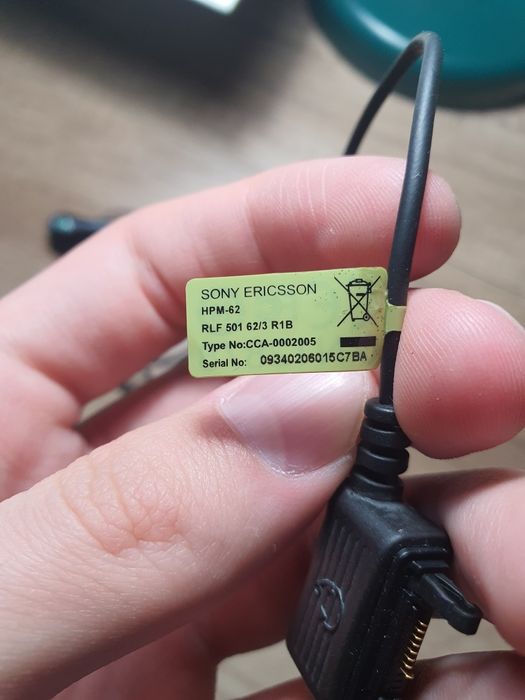 SONY ERICSSON
HPM-62
RLF 501 62/3 R1B
Type No:CCA-0002005
Serial No: 09340206015C7BA